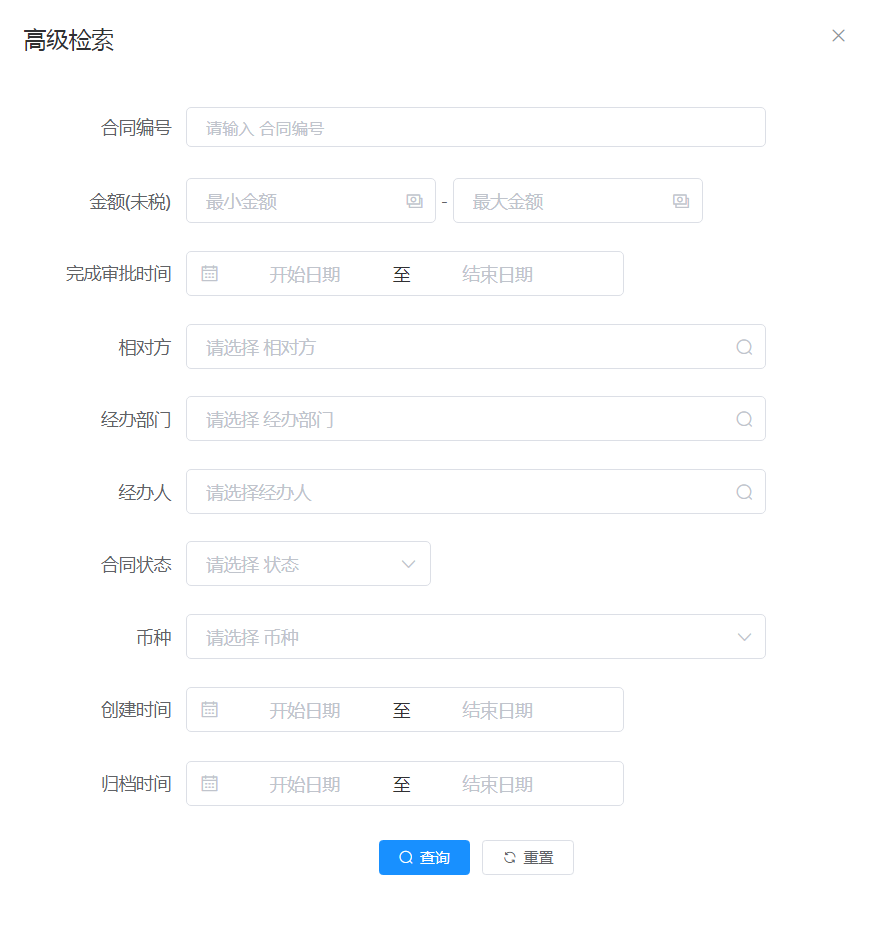 高级检索
合同编号 请输入 合同编号
金额(未税) 最小金额 - 最大金额
完成审批时间 开始日期 至 结束日期
相对方 请选择 相对方
经办部门 请选择 经办部门
经办人 请选择经办人
合同状态 请选择 状态
币种 请选择 币种
创建时间 开始日期 至 结束日期
归档时间 开始日期 至 结束日期
查询 重置